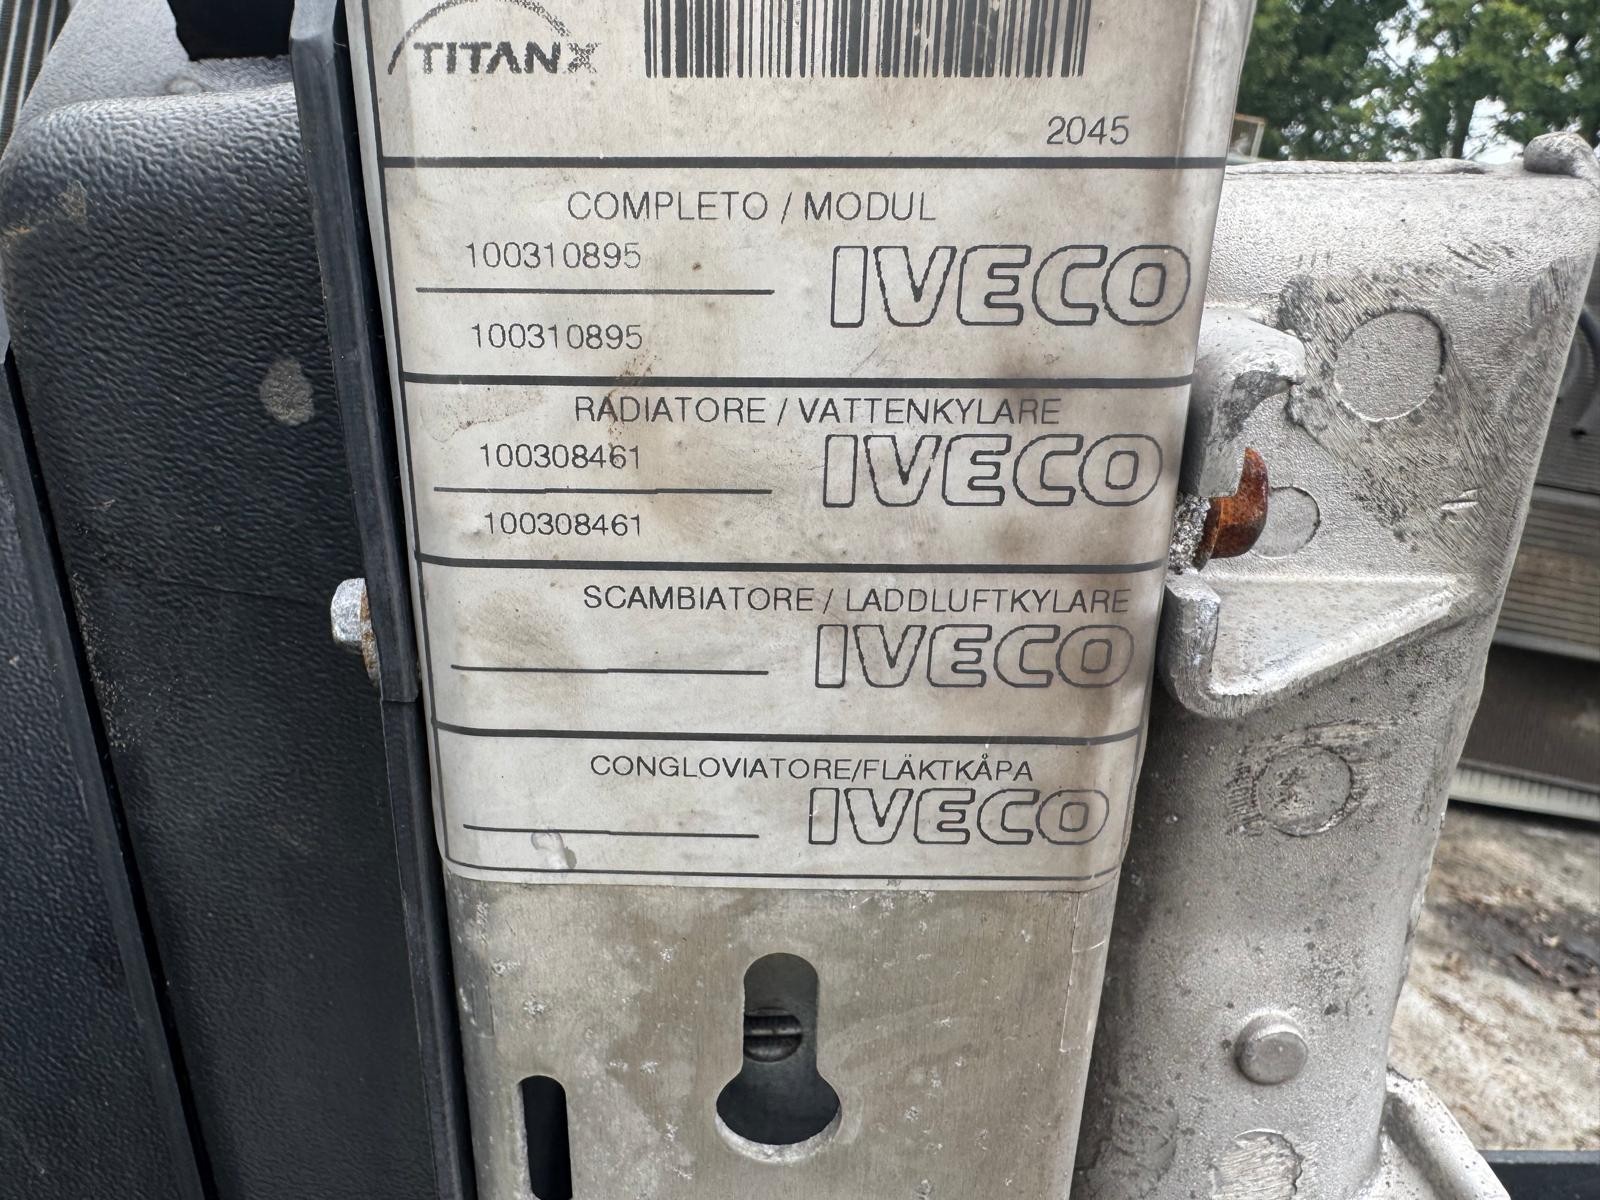 TITANX
2045
COMPLETO / MODUL
100310895
IVECO
100310895
RADIATORE / VATTENKYLARE
100308461
IVECO
100308461
SCAMBIATORE / LADDLUFTKYLARE
IVECO
CONGLOVIATORE/FLÄKTKÅPA
IVECO